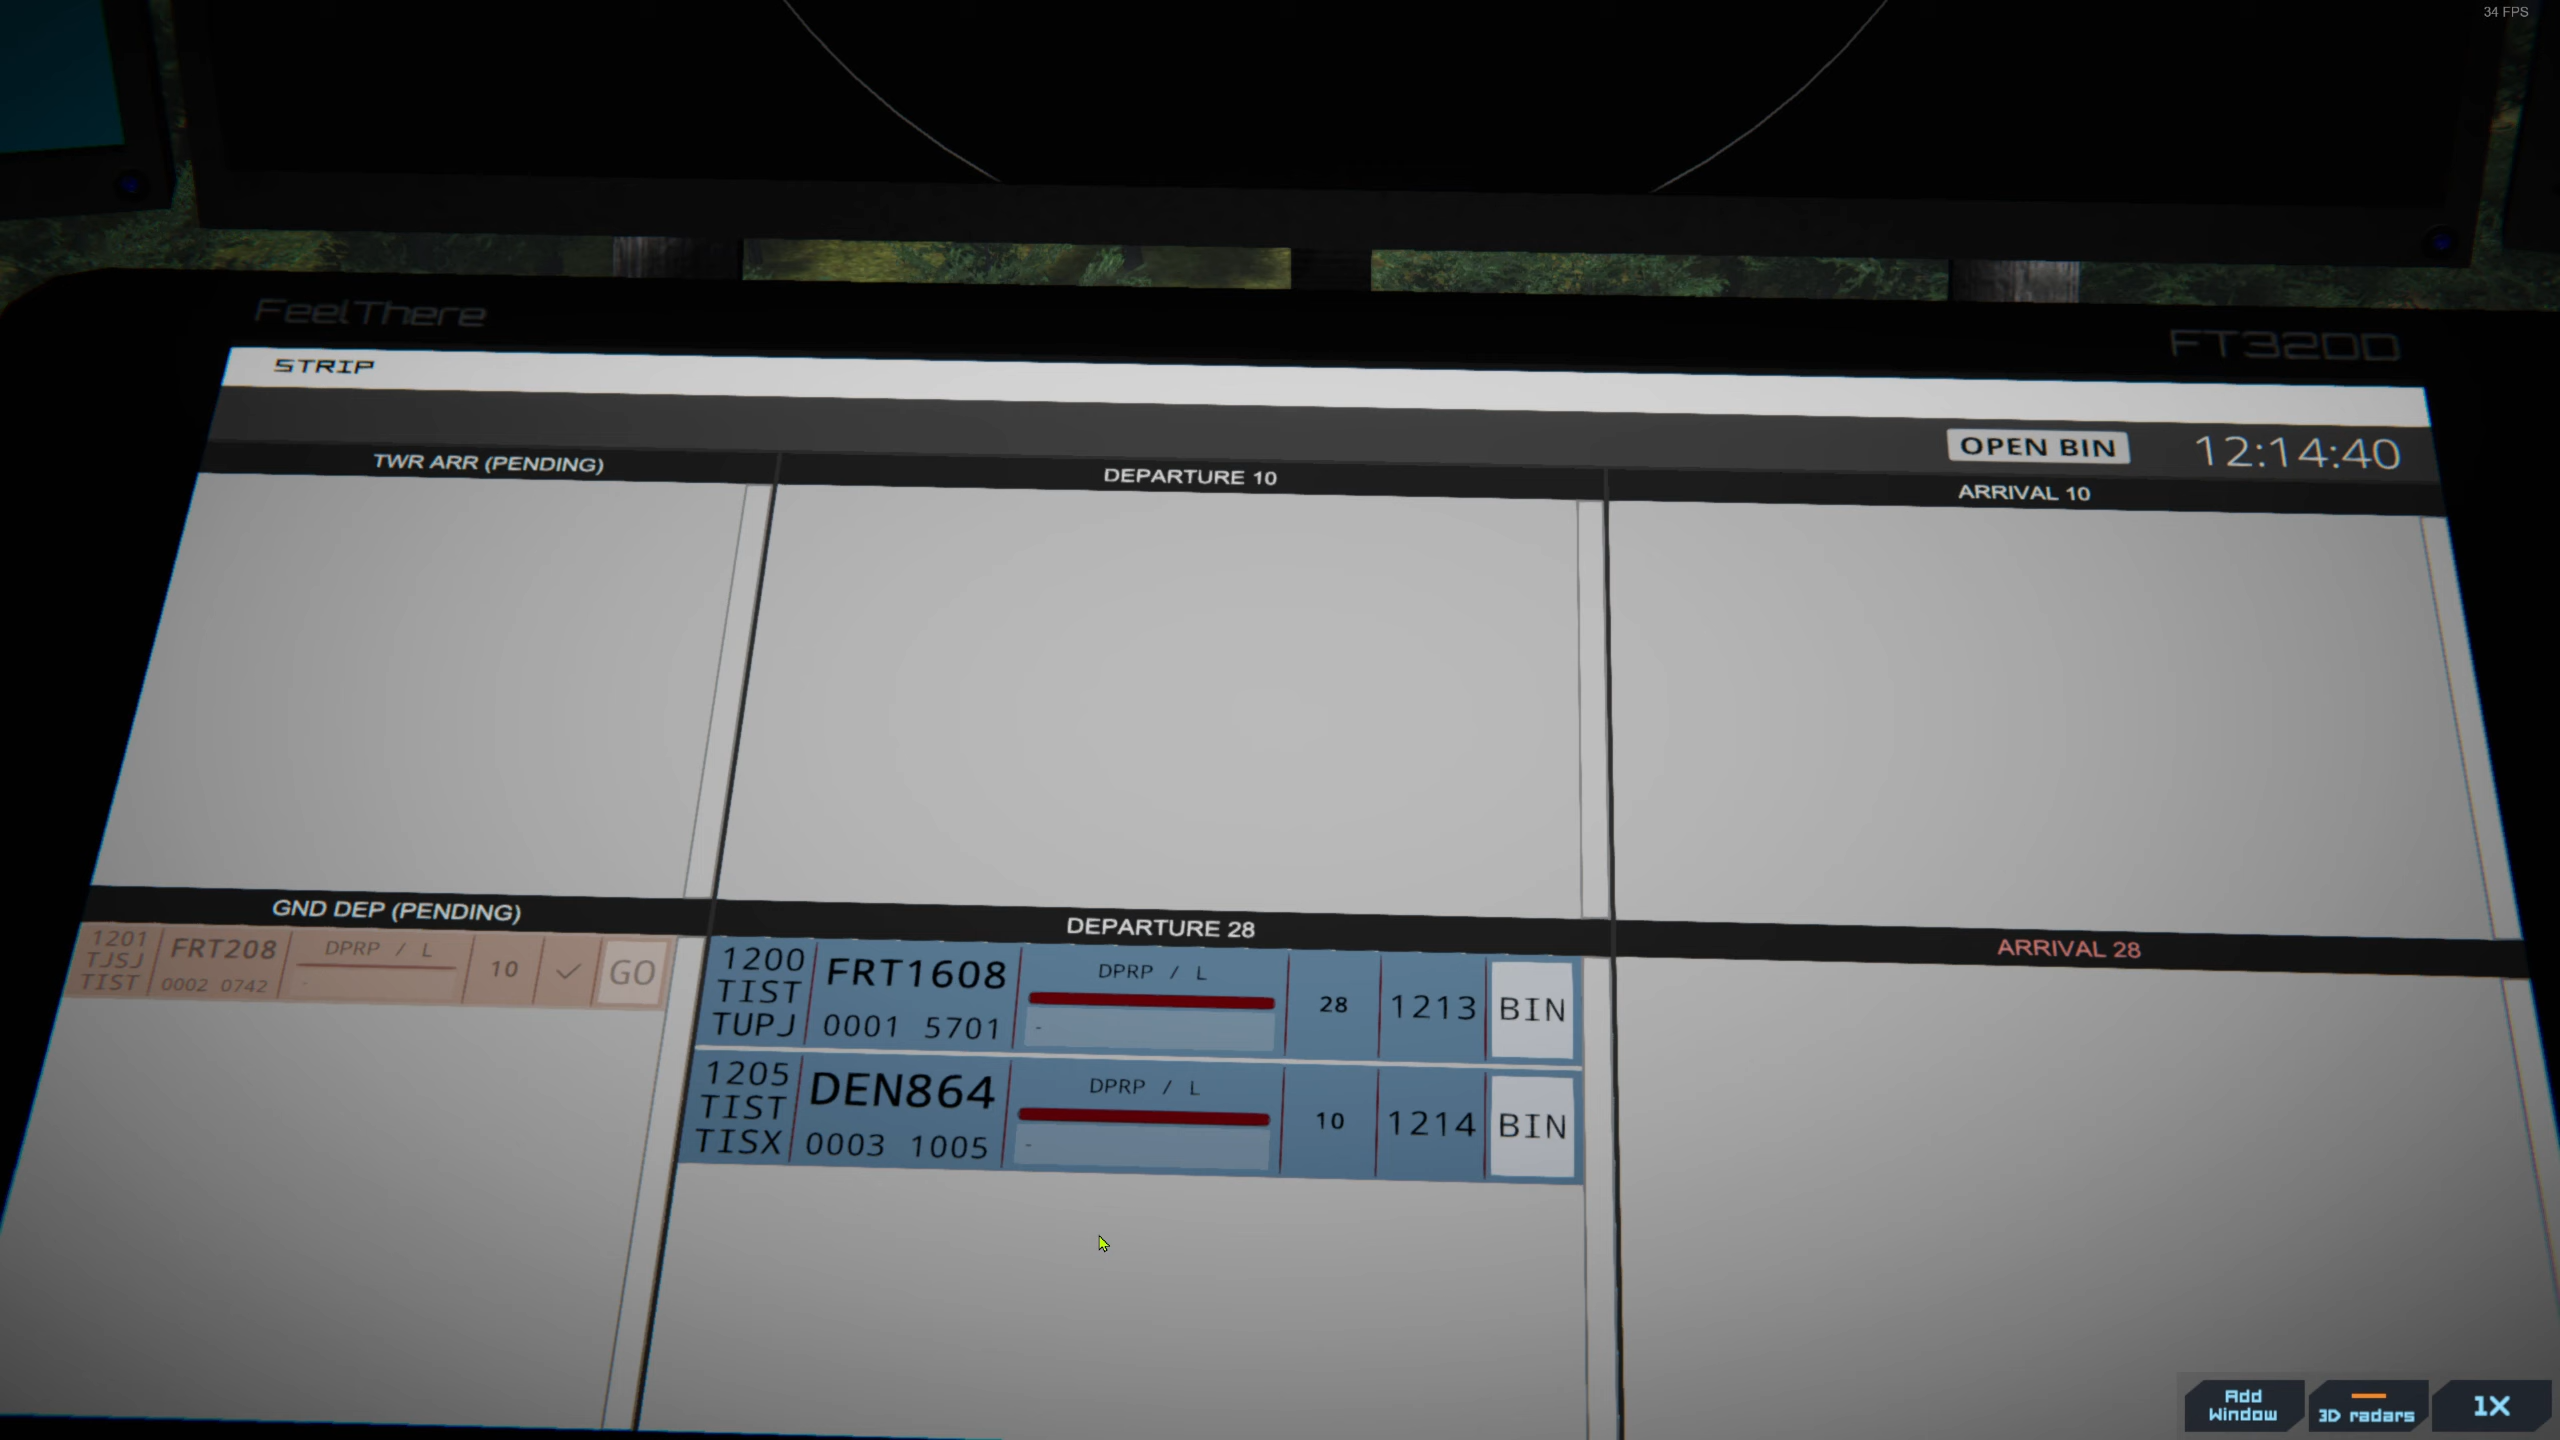 34 FPS
FeelThere
FT3200
STRIP
OPEN BIN 12:14:40
TWR ARR (PENDING)
DEPARTURE 10
ARRIVAL 10
GND DEP (PENDING)
1201
TJSJ
TIST
FRT208
0002 0742
DPRP / L
-
10
✓
GO
DEPARTURE 28
1200
TIST
TUPJ
FRT1608
0001 5701
DPRP / L
-
28
1213
BIN
1205
TIST
TISX
DEN864
0003 1005
DPRP / L
-
10
1214
BIN
ARRIVAL 28
Add
Window
3D radars
1X